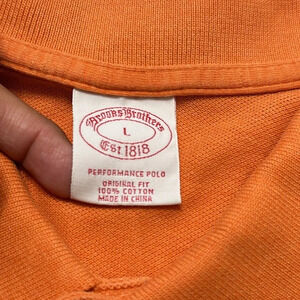 Brooks Brothers
L
Est. 1818
PERFORMANCE POLO
ORIGINAL FIT
100% COTTON
MADE IN CHINA